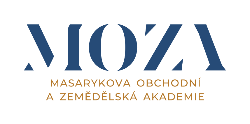 MOZA
MASARYKOVA OBCHODNÍ
A ZEMĚDĚLSKÁ AKADEMIE